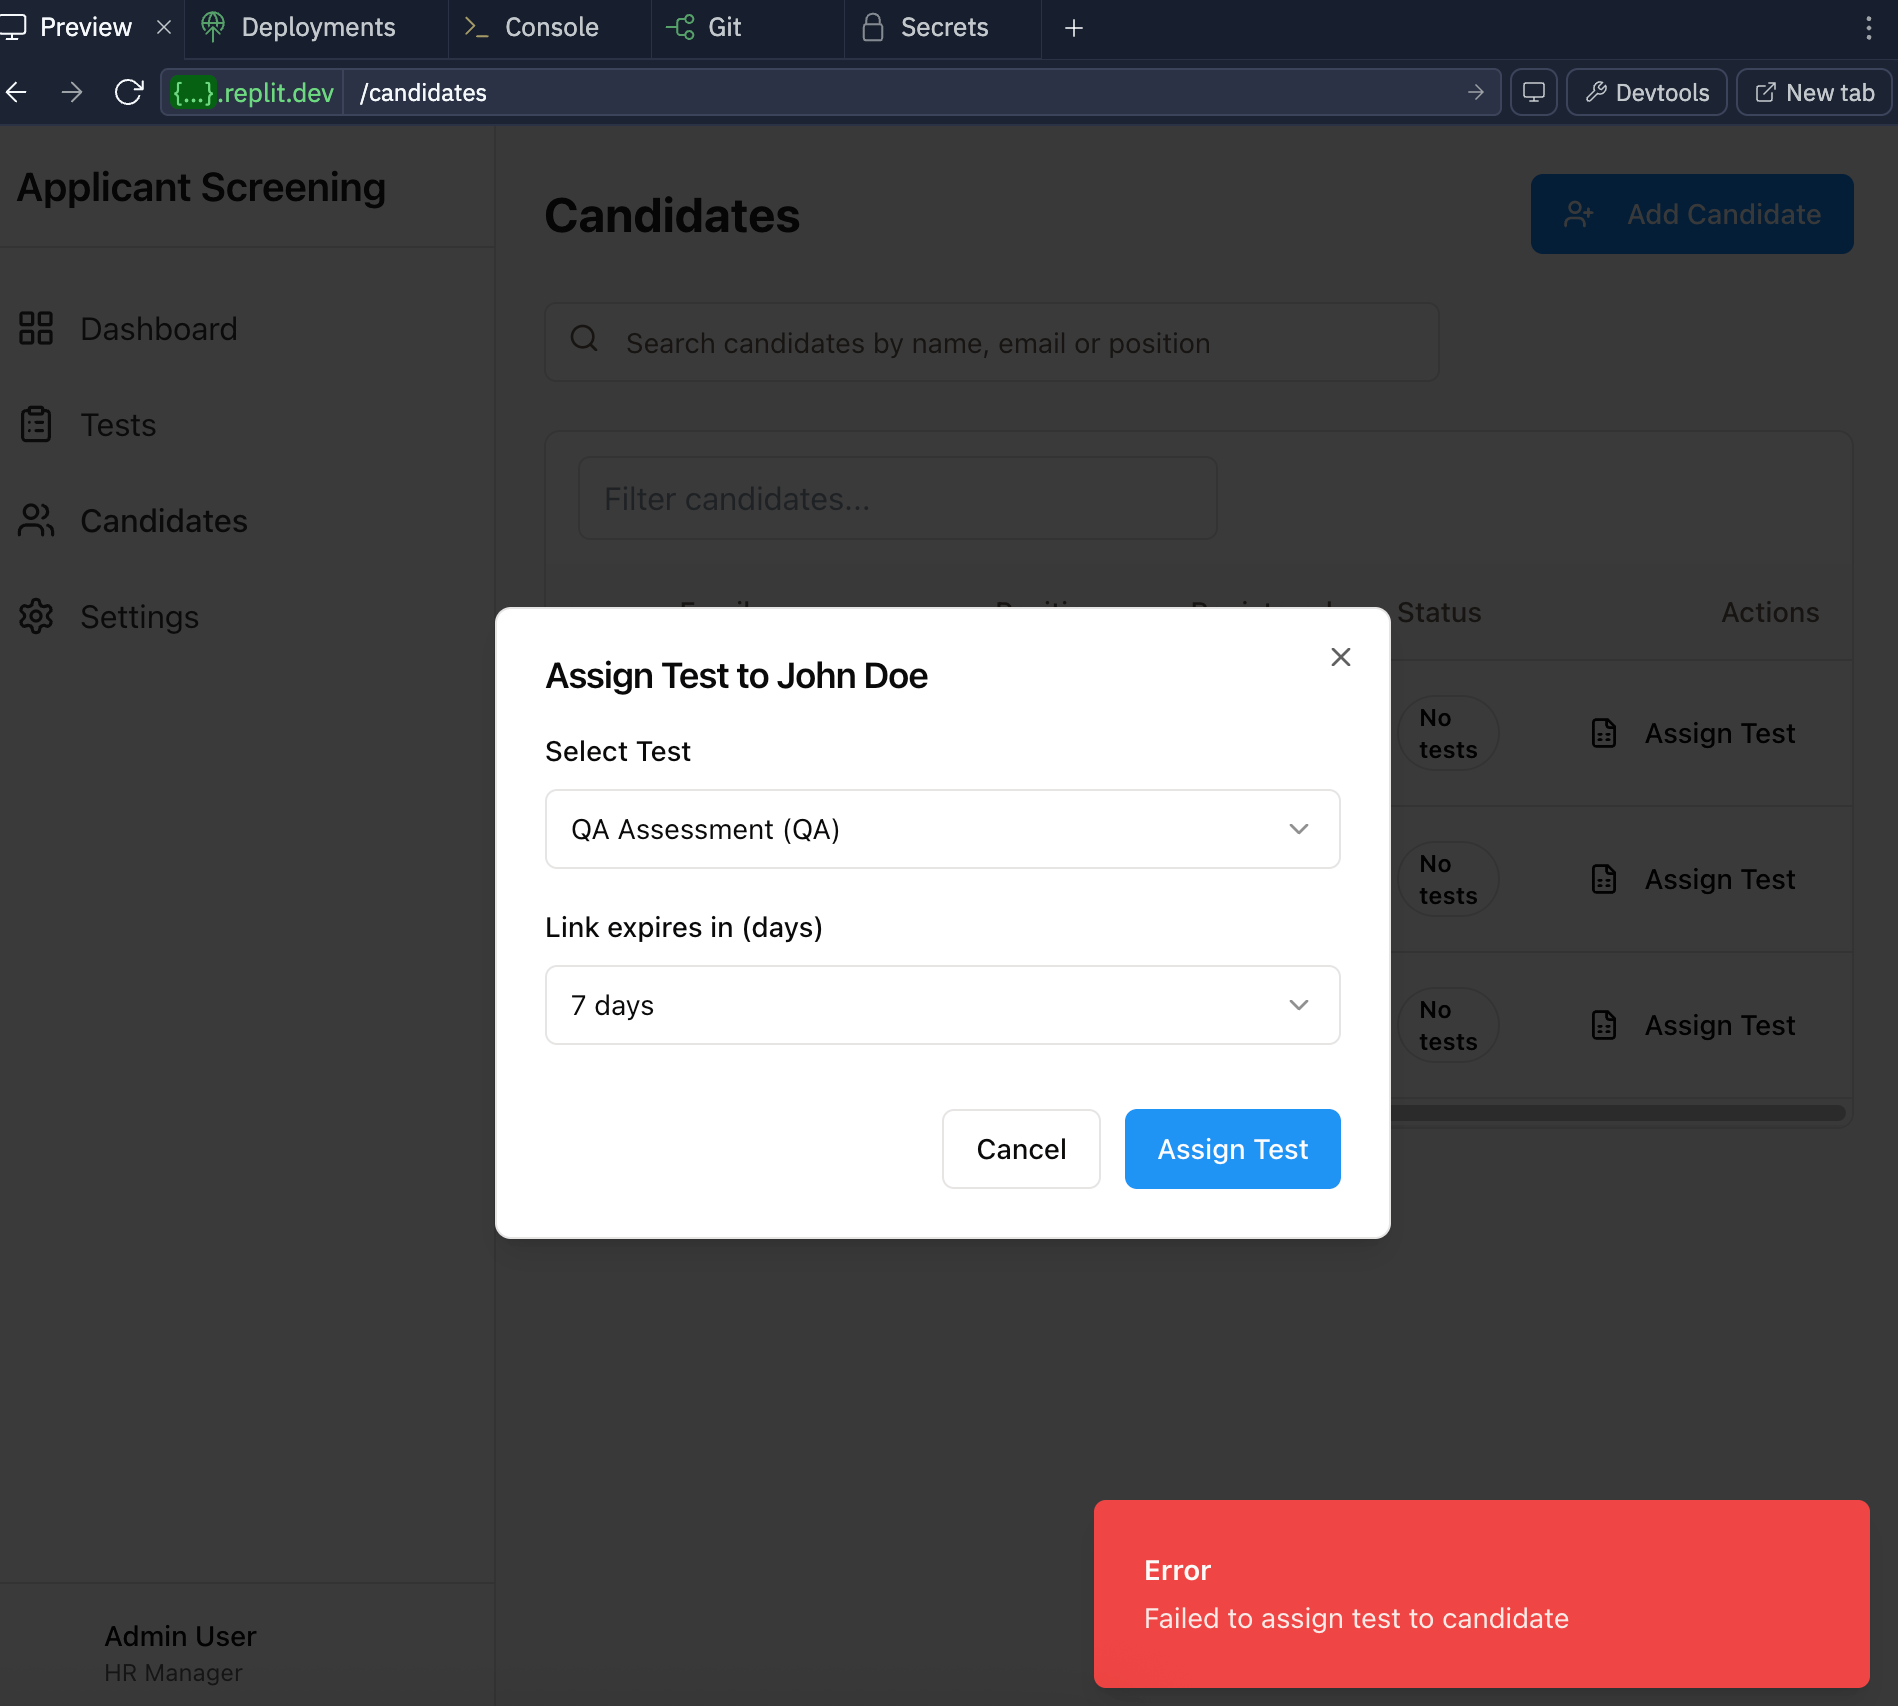 Preview
Deployments
Console
Git
Secrets
{...}.replit.dev
/candidates
Devtools
New tab
Applicant Screening
Dashboard
Tests
Candidates
Settings
Candidates
Add Candidate
Search candidates by name, email or position
Filter candidates...
Status
Actions
No
tests
Assign Test
No
tests
Assign Test
No
tests
Assign Test
Assign Test to John Doe
Select Test
QA Assessment (QA)
Link expires in (days)
7 days
Cancel
Assign Test
Error
Failed to assign test to candidate
Admin User
HR Manager